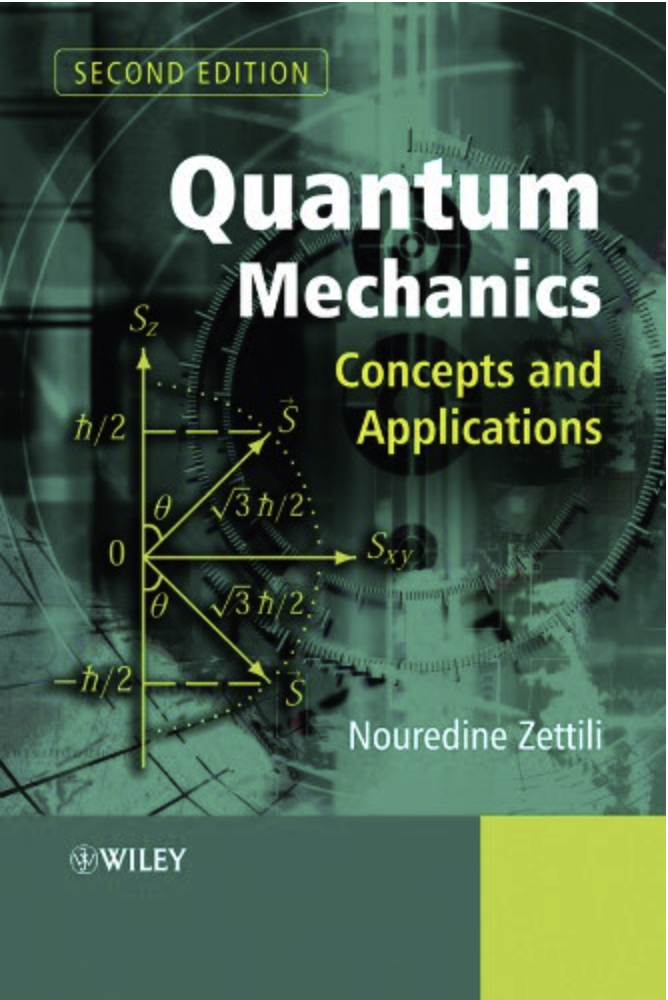 SECOND EDITION
Quantum
Mechanics
Concepts and
Applications
S_z
ħ/2
S⃗
θ
√3 ħ/2
0
S_xy
θ
√3 ħ/2
−ħ/2
S⃗
Nouredine Zettili
WILEY